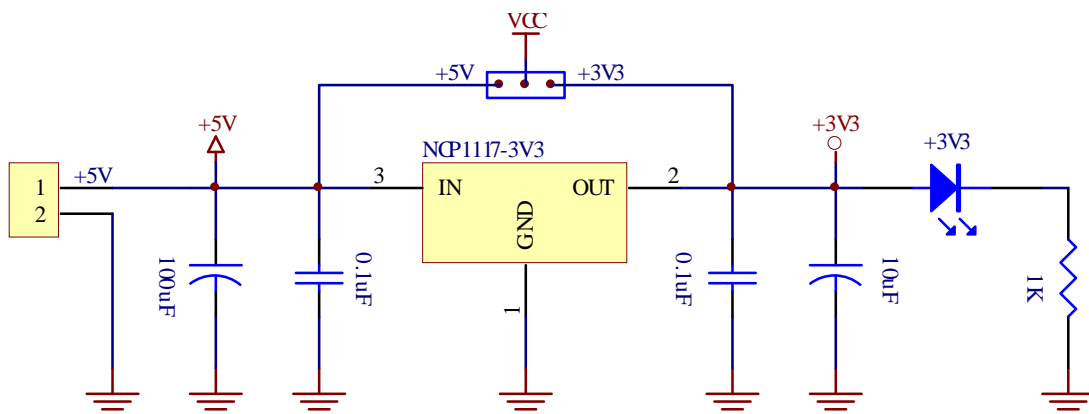 VCC
+5V
+3V3
+5V
+3V3
NCP1117-3V3
+3V3
1
+5V
3
IN
OUT
2
2
GND
100uF
0.1uF
1
0.1uF
10uF
1K